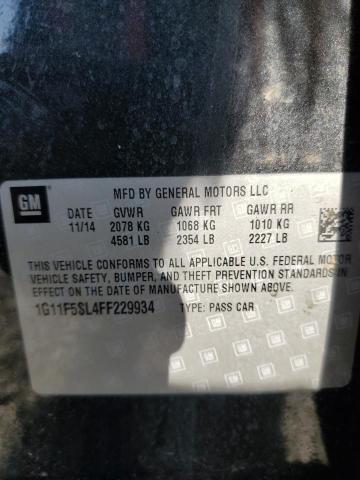 GM
MFD BY GENERAL MOTORS LLC
DATE GVWR GAWR FRT GAWR RR
11/14 2078 KG 1068 KG 1010 KG
4581 LB 2354 LB 2227 LB
THIS VEHICLE CONFORMS TO ALL APPLICABLE U.S. FEDERAL MOTOR
VEHICLE SAFETY, BUMPER, AND THEFT PREVENTION STANDARDS IN
EFFECT ON THE DATE OF MANUFACTURE SHOWN ABOVE.
1G11F5SL4FF229934 TYPE: PASS CAR